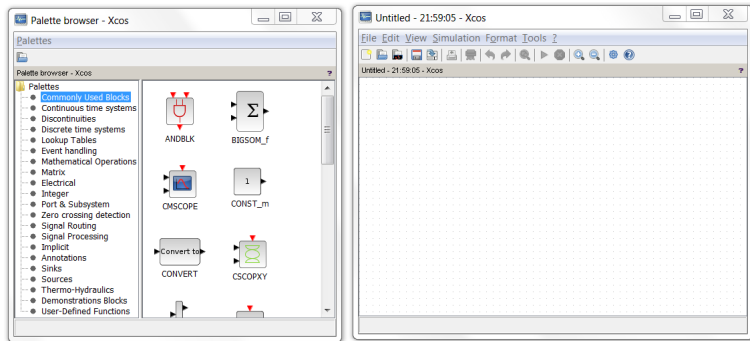 Palette browser - Xcos
Palettes
Palette browser - Xcos ?
Palettes
Commonly Used Blocks
Continuous time systems
Discontinuities
Discrete time systems
Lookup Tables
Event handling
Mathematical Operations
Matrix
Electrical
Integer
Port & Subsystem
Zero crossing detection
Signal Routing
Signal Processing
Implicit
Annotations
Sinks
Sources
Thermo-Hydraulics
Demonstrations Blocks
User-Defined Functions
Σ
ANDBLK BIGSOM_f
1
CMSCOPE CONST_m
Convert to
CONVERT CSCOPXY
Untitled - 21:59:05 - Xcos
File Edit View Simulation Format Tools ?
Untitled - 21:59:05 - Xcos ?